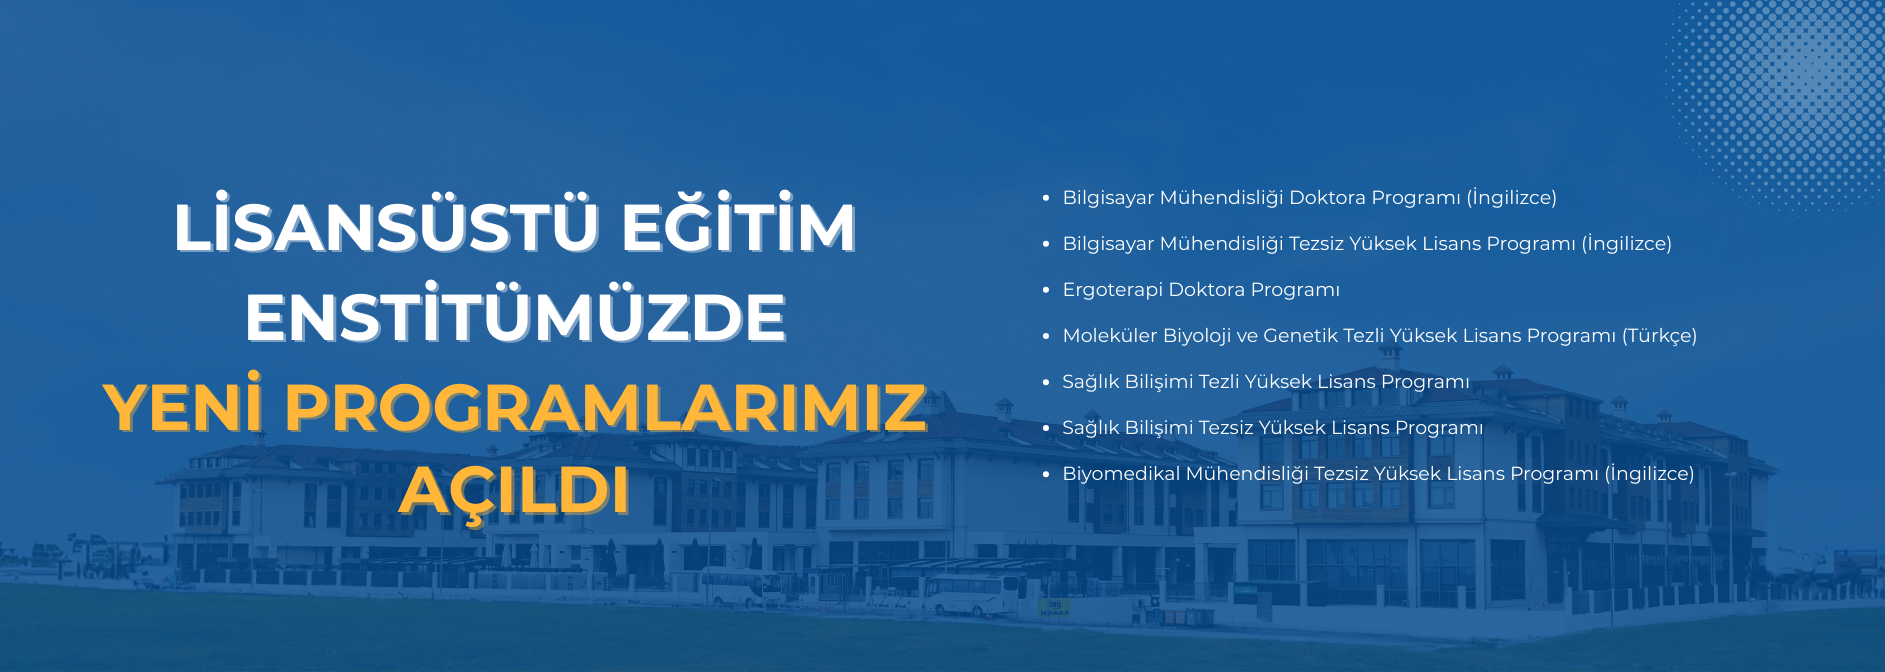 LİSANSÜSTÜ EĞİTİM
ENSTİTÜMÜZDE
YENİ PROGRAMLARIMIZ
AÇILDI
• Bilgisayar Mühendisliği Doktora Programı (İngilizce)
• Bilgisayar Mühendisliği Tezsiz Yüksek Lisans Programı (İngilizce)
• Ergoterapi Doktora Programı
• Moleküler Biyoloji ve Genetik Tezli Yüksek Lisans Programı (Türkçe)
• Sağlık Bilişimi Tezli Yüksek Lisans Programı
• Sağlık Bilişimi Tezsiz Yüksek Lisans Programı
• Biyomedikal Mühendisliği Tezsiz Yüksek Lisans Programı (İngilizce)